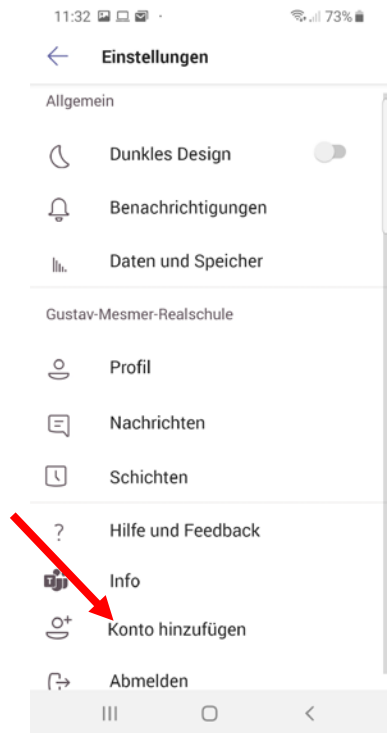 11:32 73%
Einstellungen
Allgemein
Dunkles Design
Benachrichtigungen
Daten und Speicher
Gustav-Mesmer-Realschule
Profil
Nachrichten
Schichten
? Hilfe und Feedback
Info
Konto hinzufügen
Abmelden